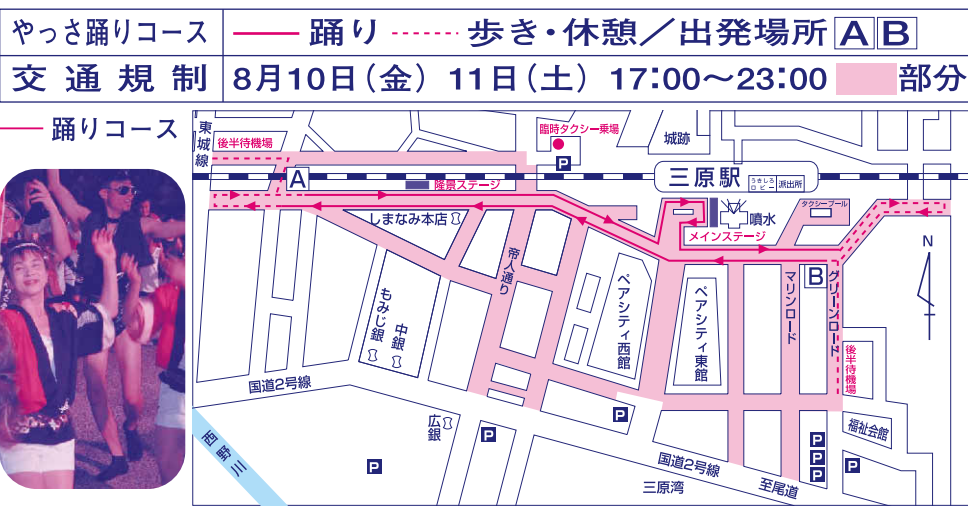 やっさ踊りコース
踊り 歩き・休憩／出発場所 A B
交通規制
8月10日(金) 11日(土) 17:00～23:00 部分
踊りコース
東城線
後半待機場
臨時タクシー乗場
P
城跡
A
隆景ステージ
三原駅
うきしろロビー
派出所
しまなみ本店
メインステージ
噴水
タクシープール
N
帝人通り
もみじ銀
中銀
ペアシティ西館
ペアシティ東館
マリンロード
B
グリーンロード
後半待機場
国道2号線
広銀
P
P
福祉会館
西野川
P
国道2号線
三原湾
至尾道
P
P
P
P